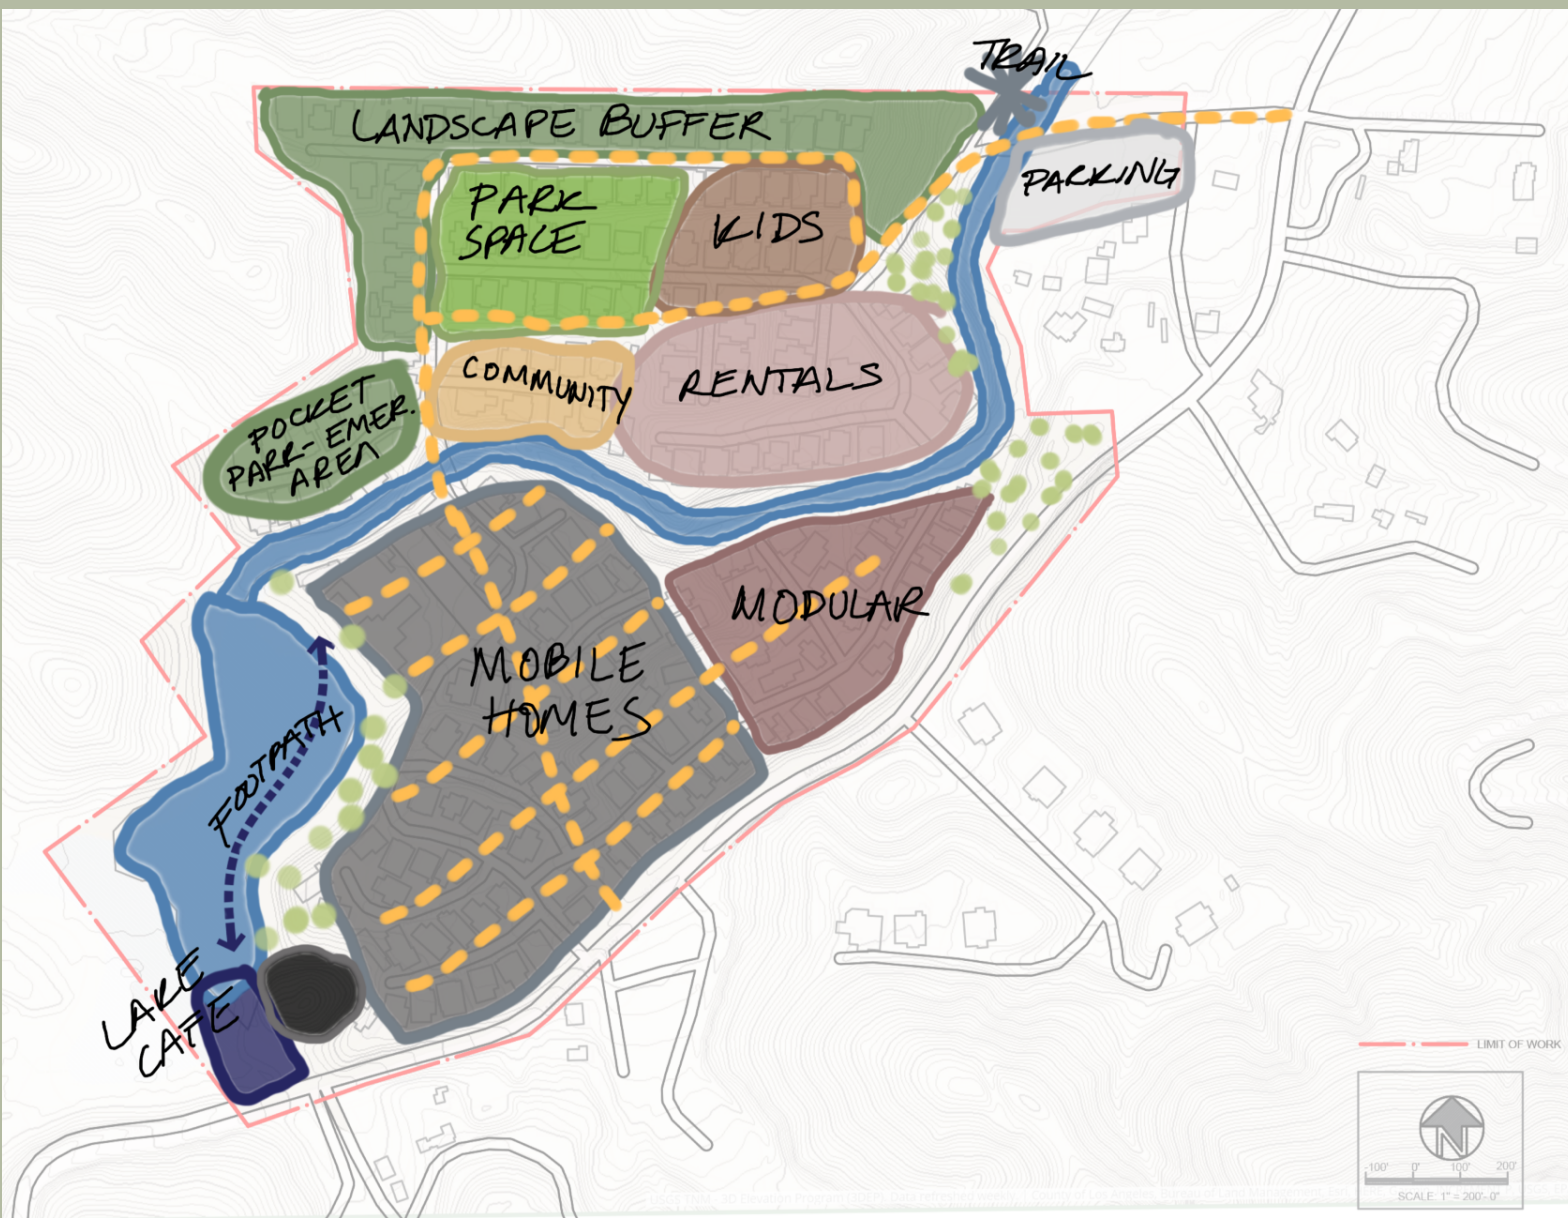 TRAIL
LANDSCAPE BUFFER
PARKING
PARK
SPACE
KIDS
COMMUNITY
RENTALS
POCKET
PARK-EMER.
AREA
MODULAR
MOBILE
HOMES
FOOTPATH
LAKE
CAFE
LIMIT OF WORK
N
100' 0' 100' 200'
SCALE: 1" = 200'-0"